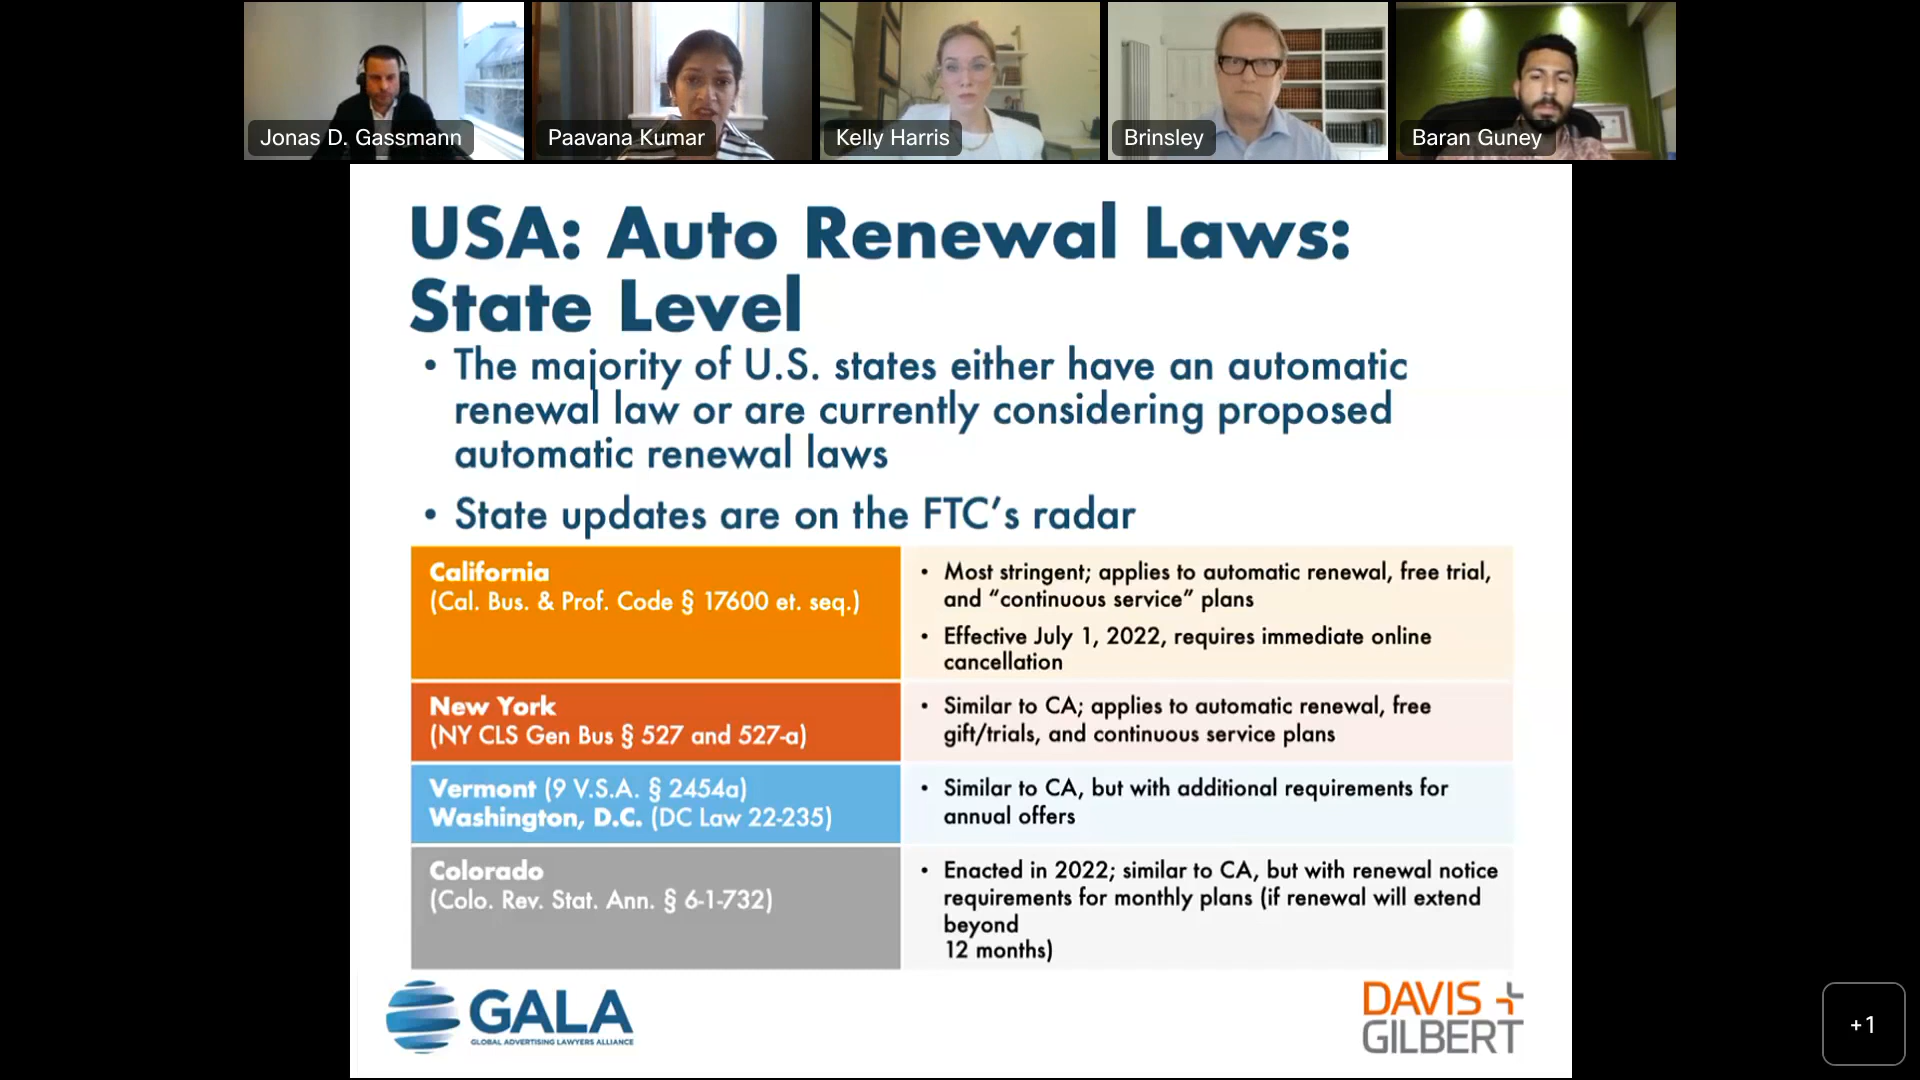 Jonas D. Gassmann
Paavana Kumar
Kelly Harris
Brinsley
Baran Guney
USA: Auto Renewal Laws:
State Level
• The majority of U.S. states either have an automatic
renewal law or are currently considering proposed
automatic renewal laws
• State updates are on the FTC’s radar
California
(Cal. Bus. & Prof. Code § 17600 et. seq.)
• Most stringent; applies to automatic renewal, free trial,
and “continuous service” plans
• Effective July 1, 2022, requires immediate online
cancellation
New York
(NY CLS Gen Bus § 527 and 527-a)
• Similar to CA; applies to automatic renewal, free
gift/trials, and continuous service plans
Vermont (9 V.S.A. § 2454a)
Washington, D.C. (DC Law 22-235)
• Similar to CA, but with additional requirements for
annual offers
Colorado
(Colo. Rev. Stat. Ann. § 6-1-732)
• Enacted in 2022; similar to CA, but with renewal notice
requirements for monthly plans (if renewal will extend
beyond
12 months)
GALA
GLOBAL ADVERTISING LAWYERS ALLIANCE
DAVIS+
GILBERT
+1